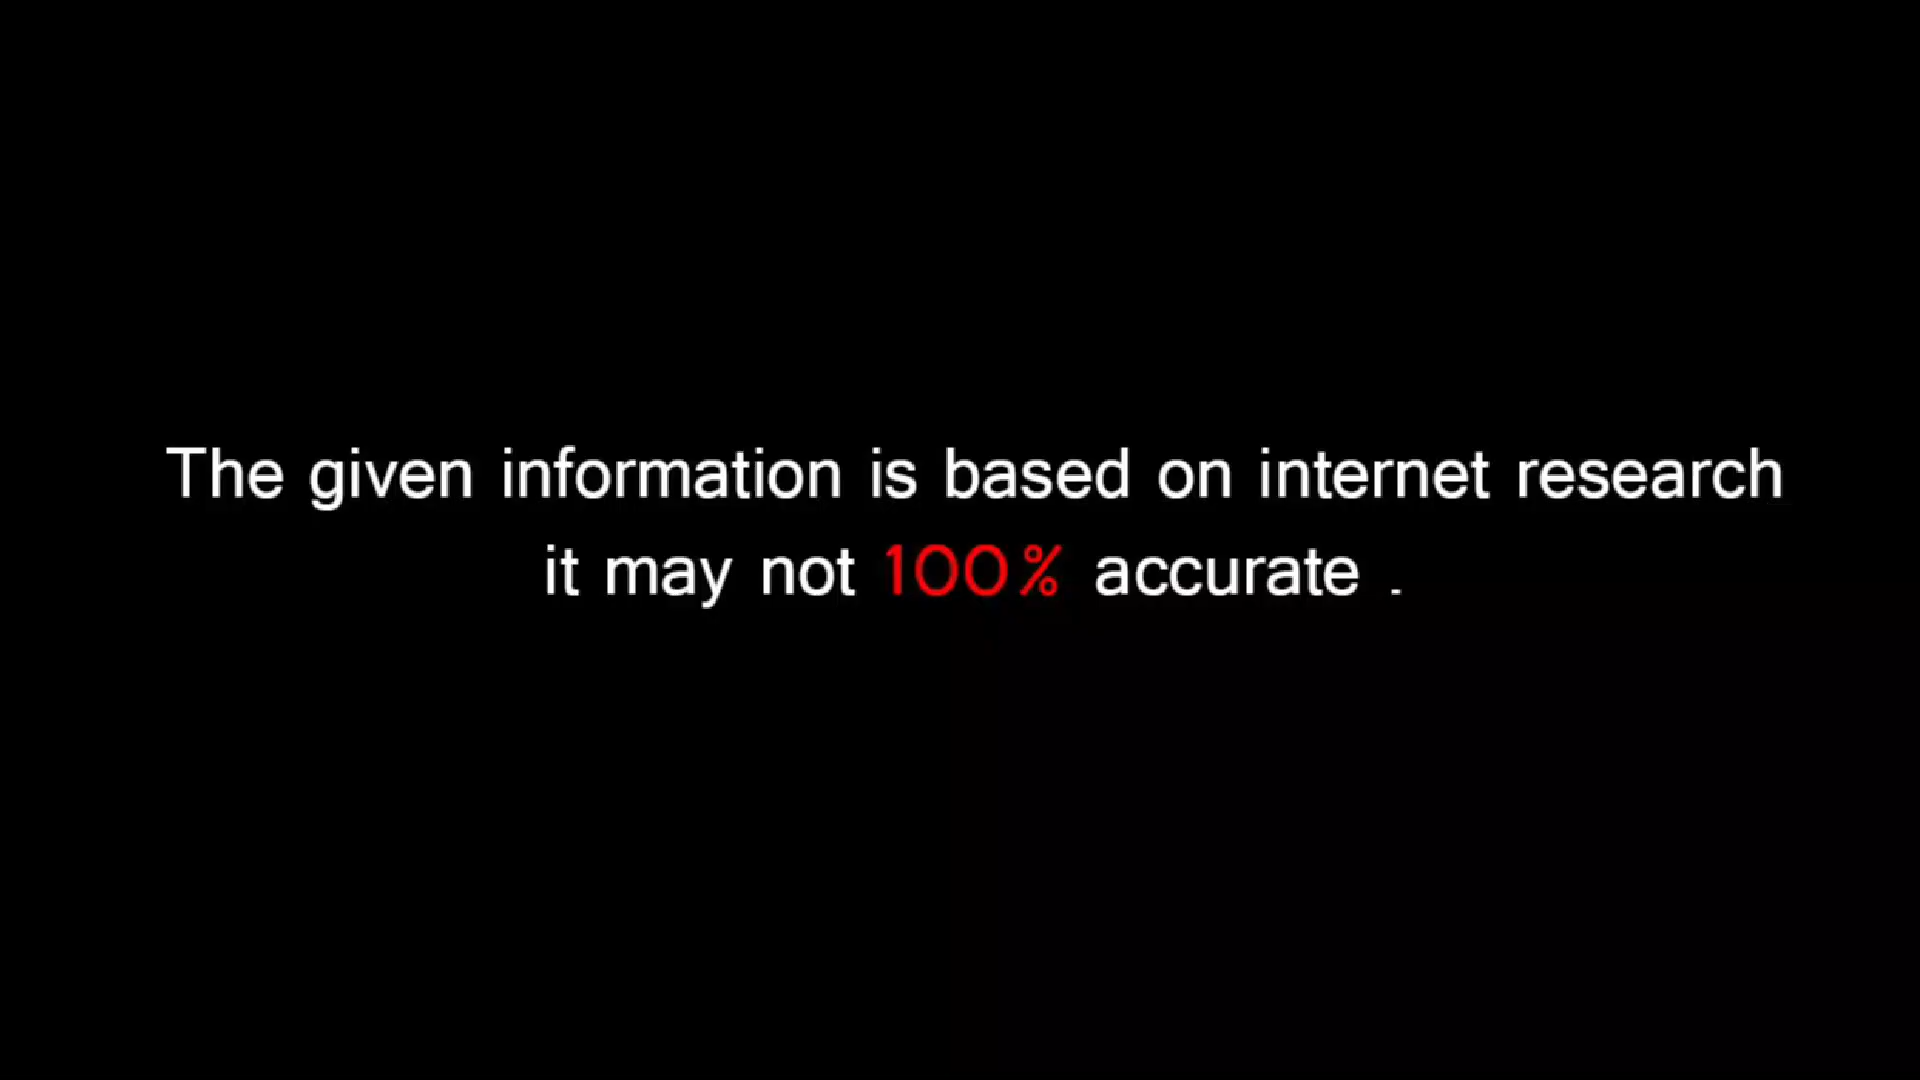 The given information is based on internet research
it may not 100% accurate .